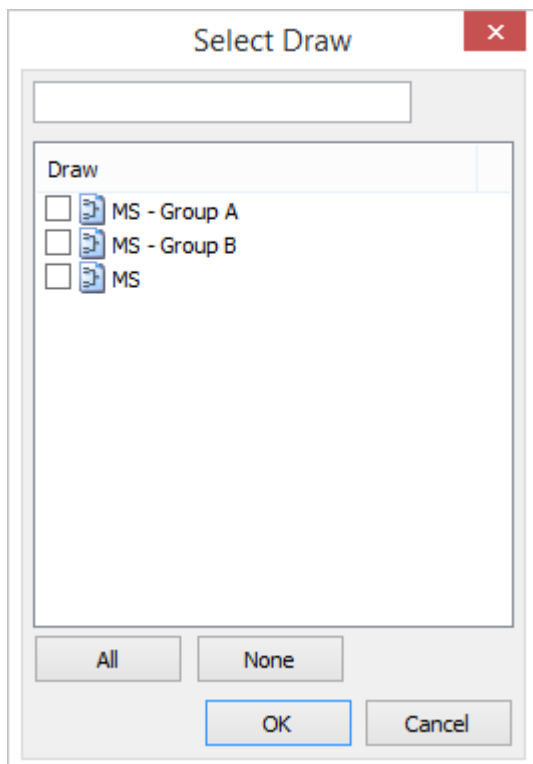 Select Draw
Draw
MS - Group A
MS - Group B
MS
All None
OK Cancel